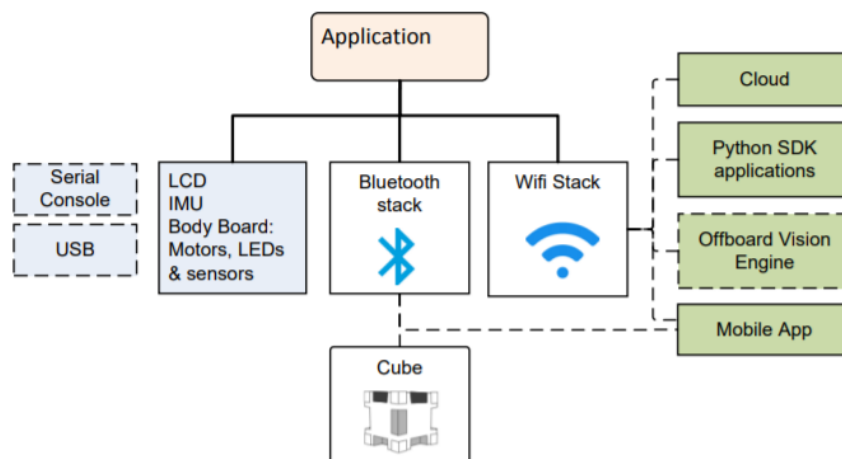 Application
Cloud
Python SDK
applications
Serial
Console
USB
LCD
IMU
Body Board:
Motors, LEDs
& sensors
Bluetooth
stack
Wifi Stack
Offboard Vision
Engine
Mobile App
Cube